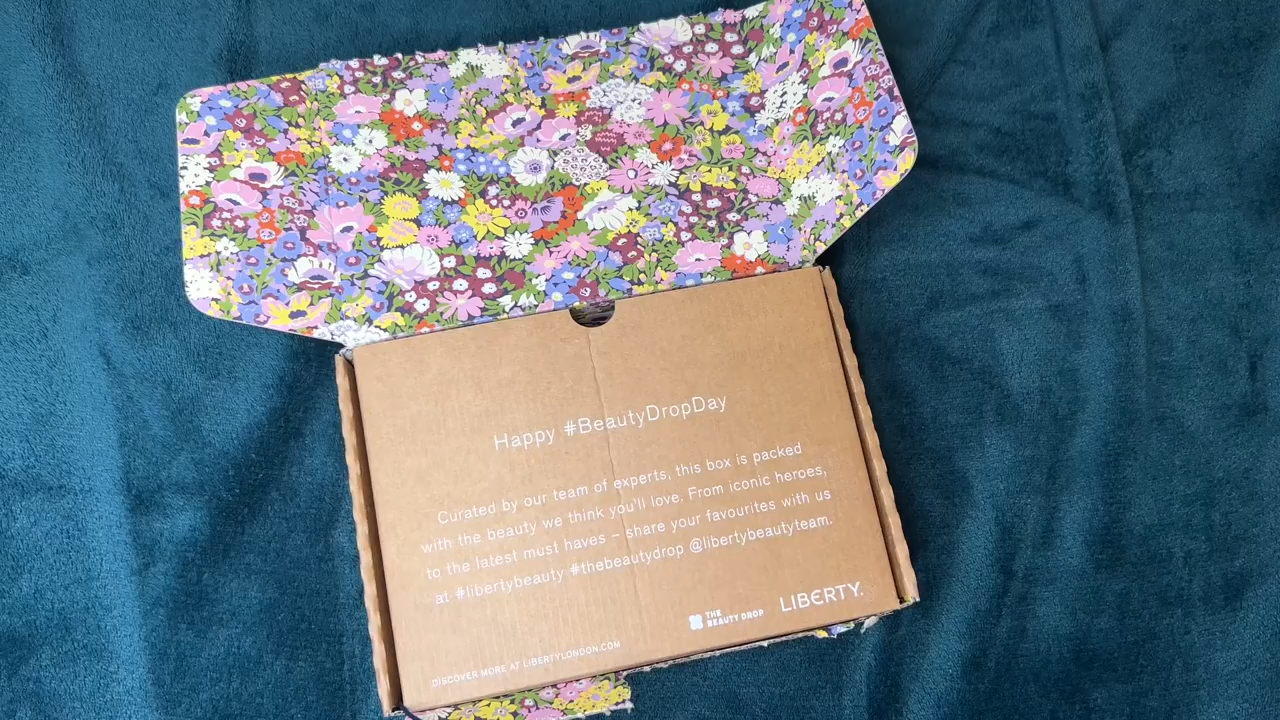 Happy #BeautyDropDay
Curated by our team of experts, this box is packed
with the beauty we think you'll love. From iconic heroes,
to the latest must haves – share your favourites with us
at #libertybeauty #thebeautydrop @libertybeautyteam.
THE
BEAUTY DROP
LIBERTY.
DISCOVER MORE AT LIBERTYLONDON.COM